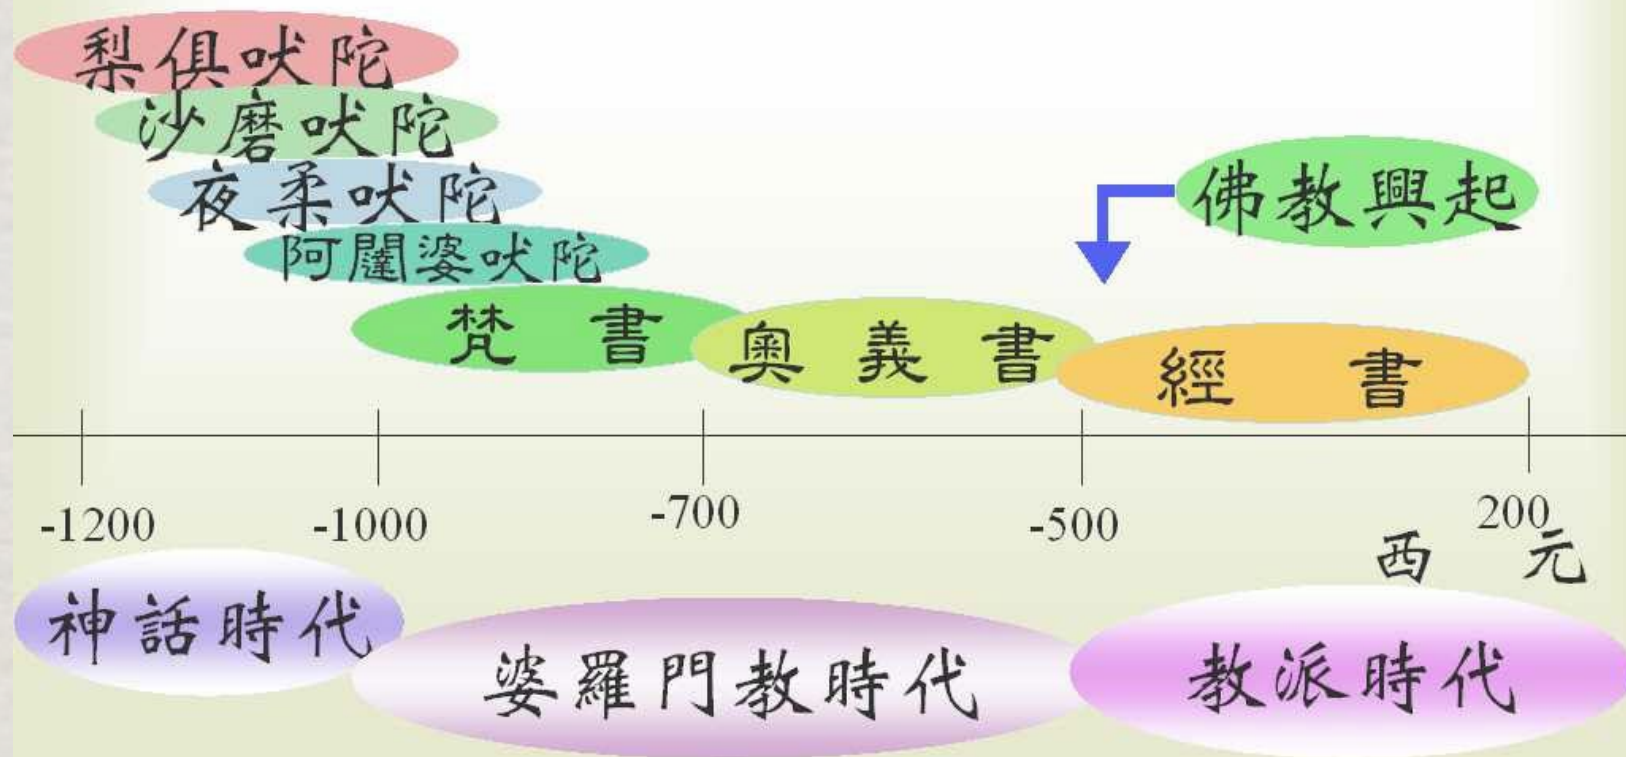 梨俱吠陀
沙磨吠陀
夜柔吠陀
阿闥婆吠陀
佛教興起
梵書
奧義書
經書
-1200
-1000
-700
-500
200
西元
神話時代
婆羅門教時代
教派時代